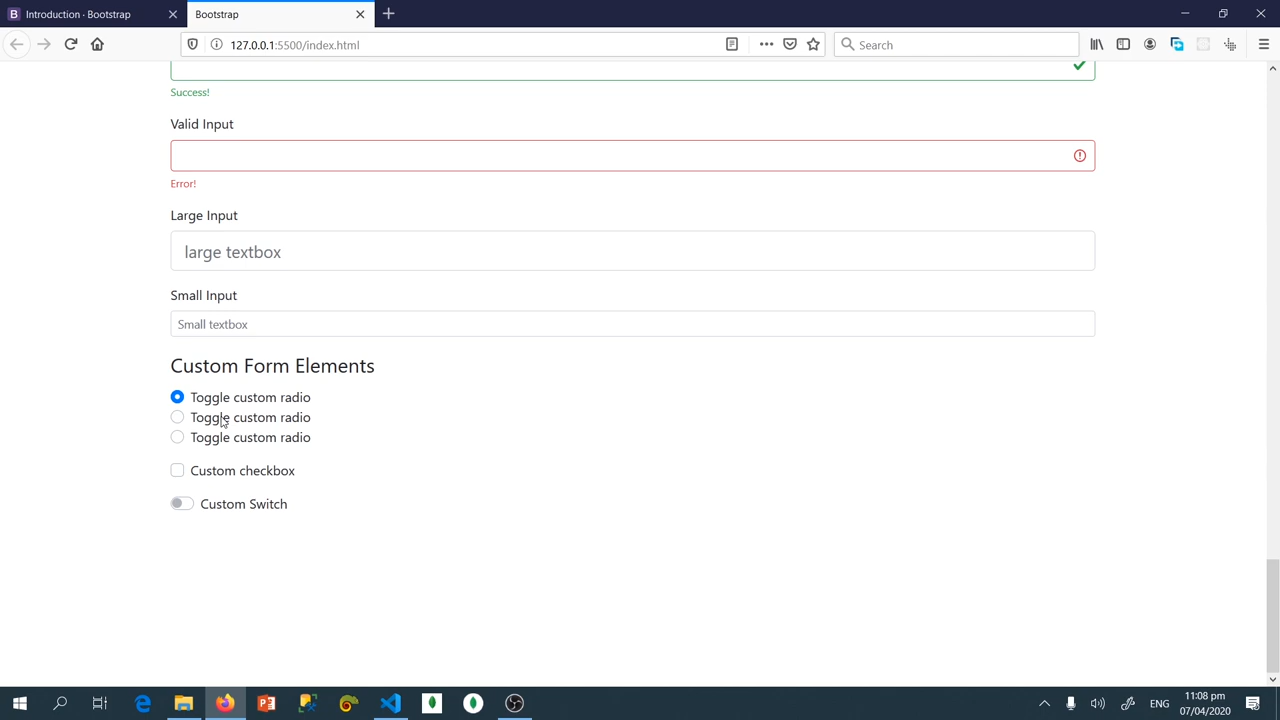 Introduction · Bootstrap
Bootstrap
127.0.0.1:5500/index.html
Search
Success!
Valid Input
Error!
Large Input
large textbox
Small Input
Small textbox
Custom Form Elements
Toggle custom radio
Toggle custom radio
Toggle custom radio
Custom checkbox
Custom Switch
ENG
11:08 pm
07/04/2020